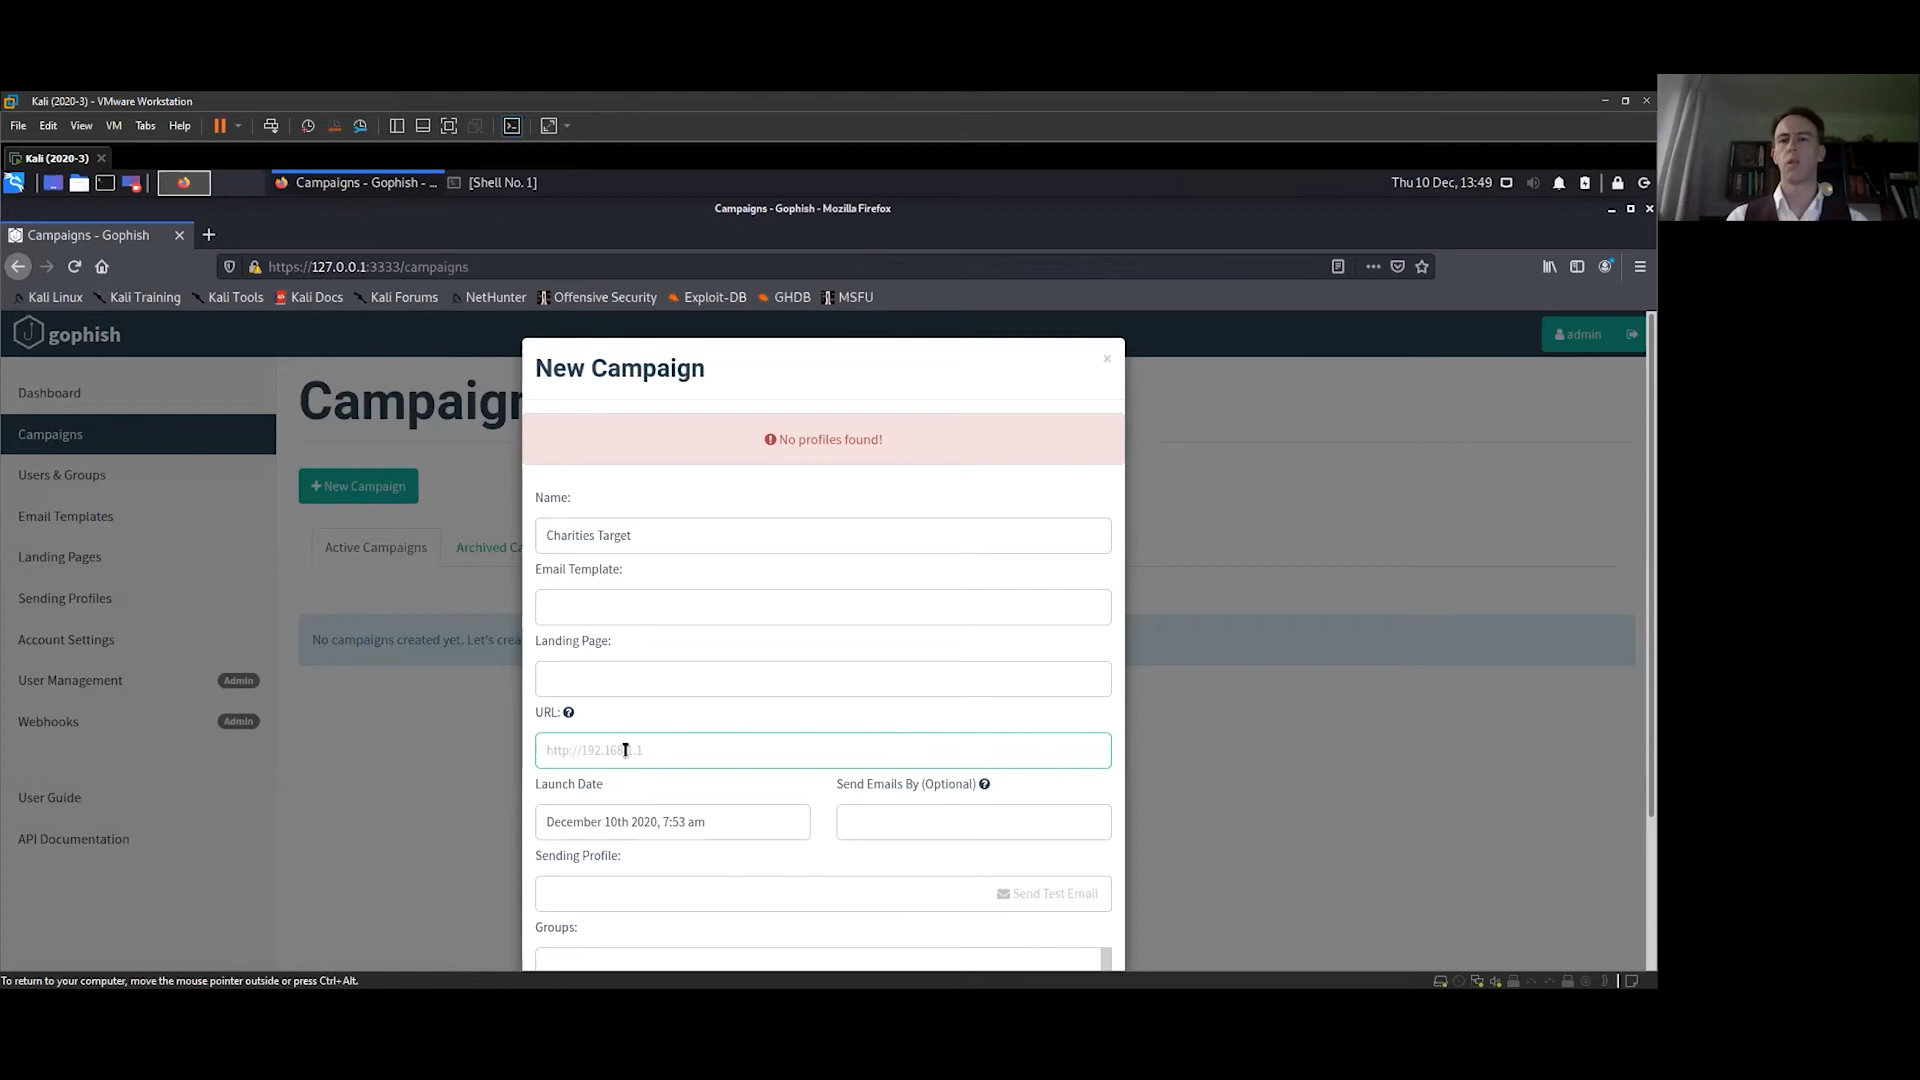 Kali (2020-3) - VMware Workstation
File Edit View VM Tabs Help
Kali (2020-3)
Campaigns - Gophish - ... [Shell No. 1] Thu 10 Dec, 13:49
Campaigns - Gophish - Mozilla Firefox
Campaigns - Gophish
https://127.0.0.1:3333/campaigns
Kali Linux Kali Training Kali Tools Kali Docs Kali Forums NetHunter Offensive Security Exploit-DB GHDB MSFU
gophish admin
Dashboard
Campaigns
Users & Groups
Email Templates
Landing Pages
Sending Profiles
Account Settings
User Management Admin
Webhooks Admin
User Guide
API Documentation
Campaign
New Campaign
Active Campaigns Archived Ca
No campaigns created yet. Let's crea
New Campaign
No profiles found!
Name:
Charities Target
Email Template:
Landing Page:
URL:
http://192.168.1.1
Launch Date Send Emails By (Optional)
December 10th 2020, 7:53 am
Sending Profile:
Send Test Email
Groups:
To return to your computer, move the mouse pointer outside or press Ctrl+Alt.